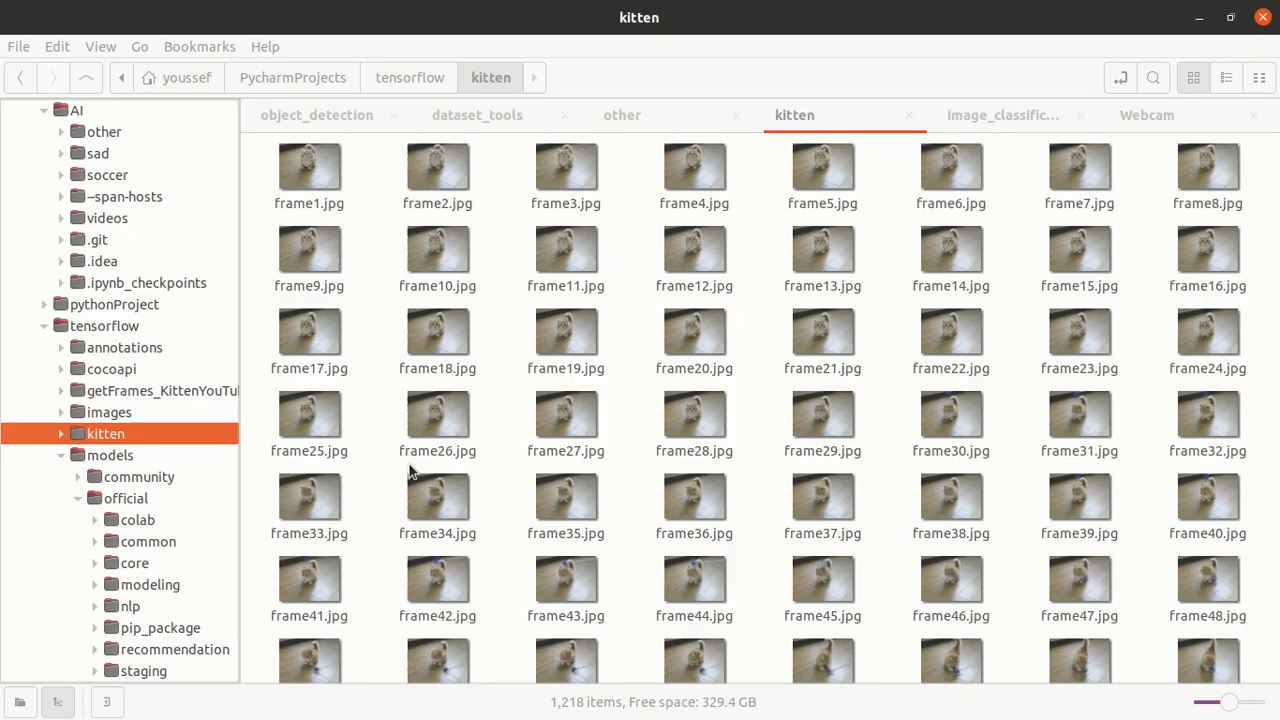 kitten
File Edit View Go Bookmarks Help
youssef PycharmProjects tensorflow kitten
AI
other
sad
soccer
--span-hosts
videos
.git
.idea
.ipynb_checkpoints
pythonProject
tensorflow
annotations
cocoapi
getFrames_KittenYouTu
images
kitten
models
community
official
colab
common
core
modeling
nlp
pip_package
recommendation
staging
object_detection dataset_tools other kitten image_classific... Webcam
frame1.jpg frame2.jpg frame3.jpg frame4.jpg frame5.jpg frame6.jpg frame7.jpg frame8.jpg
frame9.jpg frame10.jpg frame11.jpg frame12.jpg frame13.jpg frame14.jpg frame15.jpg frame16.jpg
frame17.jpg frame18.jpg frame19.jpg frame20.jpg frame21.jpg frame22.jpg frame23.jpg frame24.jpg
frame25.jpg frame26.jpg frame27.jpg frame28.jpg frame29.jpg frame30.jpg frame31.jpg frame32.jpg
frame33.jpg frame34.jpg frame35.jpg frame36.jpg frame37.jpg frame38.jpg frame39.jpg frame40.jpg
frame41.jpg frame42.jpg frame43.jpg frame44.jpg frame45.jpg frame46.jpg frame47.jpg frame48.jpg
1,218 items, Free space: 329.4 GB